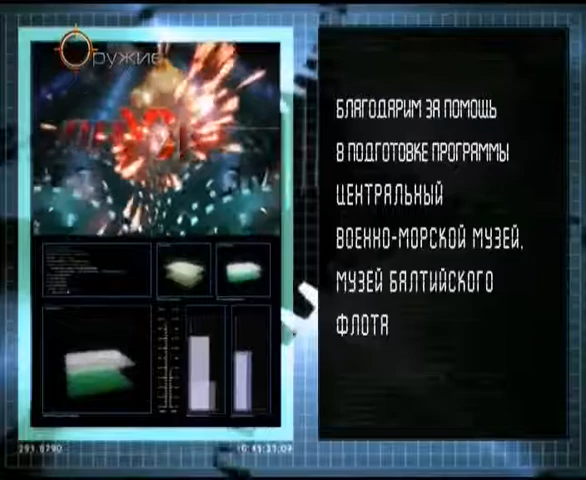 Оружие
БЛАГОДАРИМ ЗА ПОМОЩЬ
В ПОДГОТОВКЕ ПРОГРАММЫ
ЦЕНТРАЛЬНЫЙ
ВОЕННО-МОРСКОЙ МУЗЕЙ,
МУЗЕЙ БАЛТИЙСКОГО
ФЛОТА